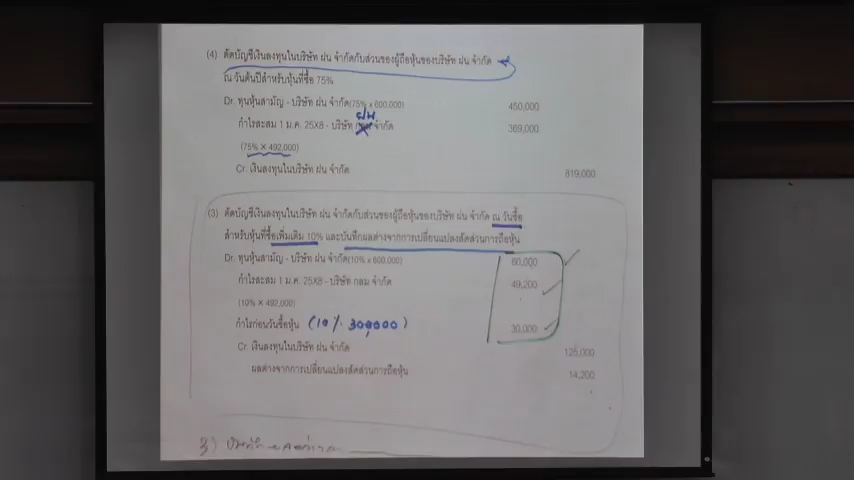 (4) ตัดบัญชีเงินลงทุนในบริษัท ฝน จำกัดกับส่วนของผู้ถือหุ้นของบริษัท ฝน จำกัด
ณ วันต้นปีสำหรับหุ้นที่ซื้อ 75%
Dr. ทุนหุ้นสามัญ - บริษัท ฝน จำกัด(75% x 600,000) 450,000
ฝน
กำไรสะสม 1 ม.ค. 25X8 - บริษัท จำกัด 369,000
(75% × 492,000)
Cr. เงินลงทุนในบริษัท ฝน จำกัด 819,000
(3) ตัดบัญชีเงินลงทุนในบริษัท ฝน จำกัดกับส่วนของผู้ถือหุ้นของบริษัท ฝน จำกัด ณ วันซื้อ
สำหรับหุ้นที่ซื้อเพิ่มเติม 10% และบันทึกผลต่างจากการเปลี่ยนแปลงสัดส่วนการถือหุ้น
Dr. ทุนหุ้นสามัญ - บริษัท ฝน จำกัด(10% x 600,000) 60,000
กำไรสะสม 1 ม.ค. 25X8 - บริษัท กลม จำกัด 49,200
(10% × 492,000)
กำไรก่อนวันซื้อหุ้น (10% 300,000) 30,000
Cr. เงินลงทุนในบริษัท ฝน จำกัด 125,000
ผลต่างจากการเปลี่ยนแปลงสัดส่วนการถือหุ้น 14,200
3)